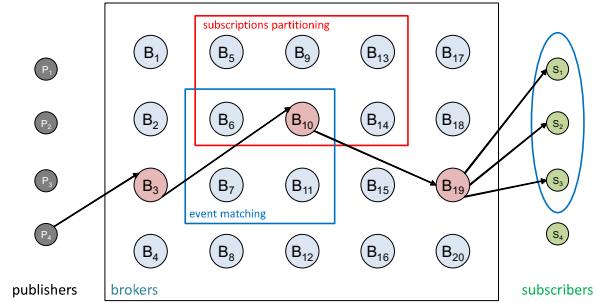 subscriptions partitioning
B1 B5 B9 B13 B17
P1 S1
B2 B6 B10 B14 B18
P2 S2
B3 B7 B11 B15 B19
P3 S3
event matching
P4 S4
B4 B8 B12 B16 B20
publishers brokers subscribers